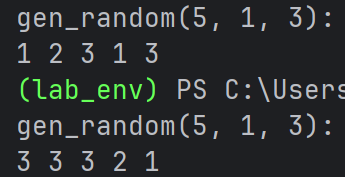 gen_random(5, 1, 3):
1 2 3 1 3
(lab_env) PS C:\Users
gen_random(5, 1, 3):
3 3 3 2 1